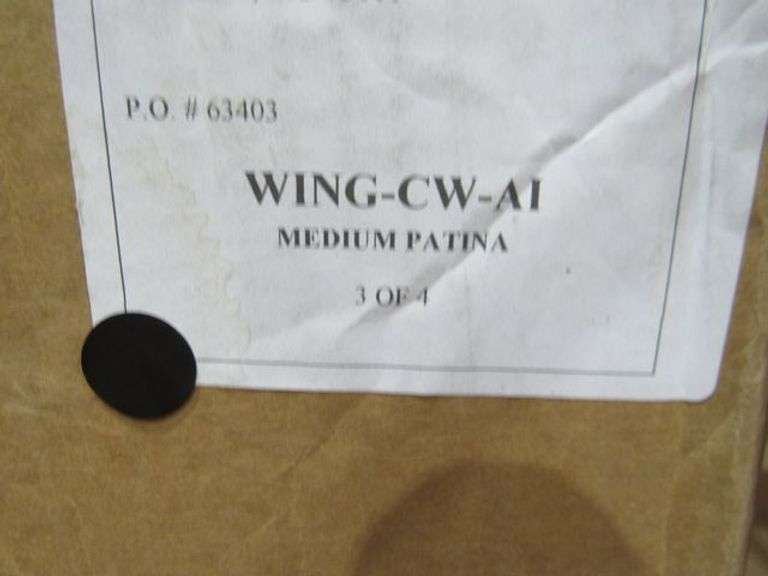 P.O. # 63403
WING-CW-AI
MEDIUM PATINA
3 OF 4